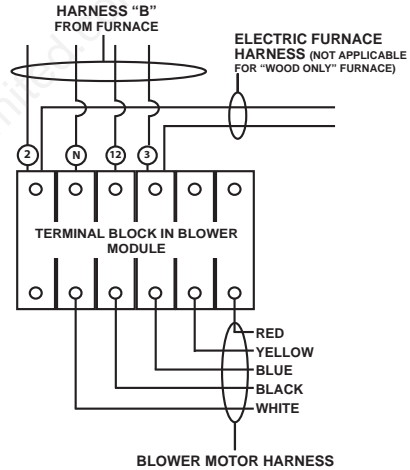 HARNESS “B”
FROM FURNACE
ELECTRIC FURNACE
HARNESS (NOT APPLICABLE
FOR “WOOD ONLY” FURNACE)
2 N 12 3
TERMINAL BLOCK IN BLOWER
MODULE
RED
YELLOW
BLUE
BLACK
WHITE
BLOWER MOTOR HARNESS